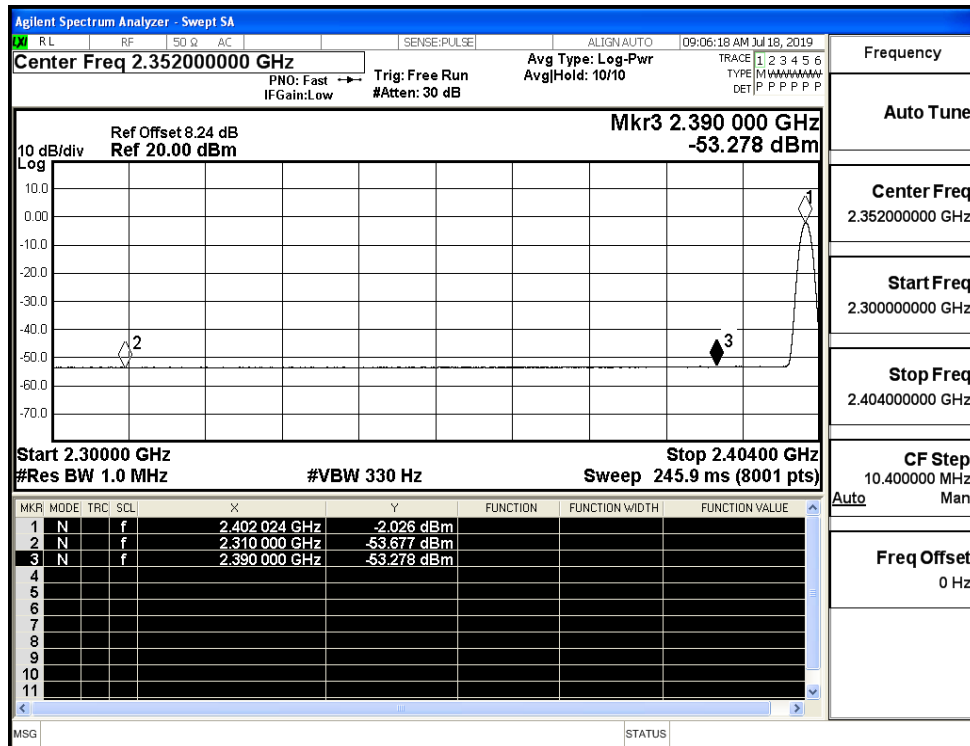 Agilent Spectrum Analyzer - Swept SA
LXI RL RF 50 Ω AC SENSE:PULSE ALIGN AUTO 09:06:18 AM Jul 18, 2019
Center Freq 2.352000000 GHz
PNO: Fast
IFGain:Low
Trig: Free Run
#Atten: 30 dB
Avg Type: Log-Pwr
Avg|Hold: 10/10
TRACE 1 2 3 4 5 6
TYPE M WWWWW
DET P P P P P P
Ref Offset 8.24 dB
10 dB/div Ref 20.00 dBm
Log
Mkr3 2.390 000 GHz
-53.278 dBm
10.0
0.00
-10.0
-20.0
-30.0
-40.0
-50.0
-60.0
-70.0
1
2
3
Start 2.30000 GHz Stop 2.40400 GHz
#Res BW 1.0 MHz #VBW 330 Hz Sweep 245.9 ms (8001 pts)
MKR MODE TRC SCL X Y FUNCTION FUNCTION WIDTH FUNCTION VALUE
1 N f 2.402 024 GHz -2.026 dBm
2 N f 2.310 000 GHz -53.677 dBm
3 N f 2.390 000 GHz -53.278 dBm
4
5
6
7
8
9
10
11
MSG STATUS
Frequency
Auto Tune
Center Freq
2.352000000 GHz
Start Freq
2.300000000 GHz
Stop Freq
2.404000000 GHz
CF Step
10.400000 MHz
Auto Man
Freq Offset
0 Hz